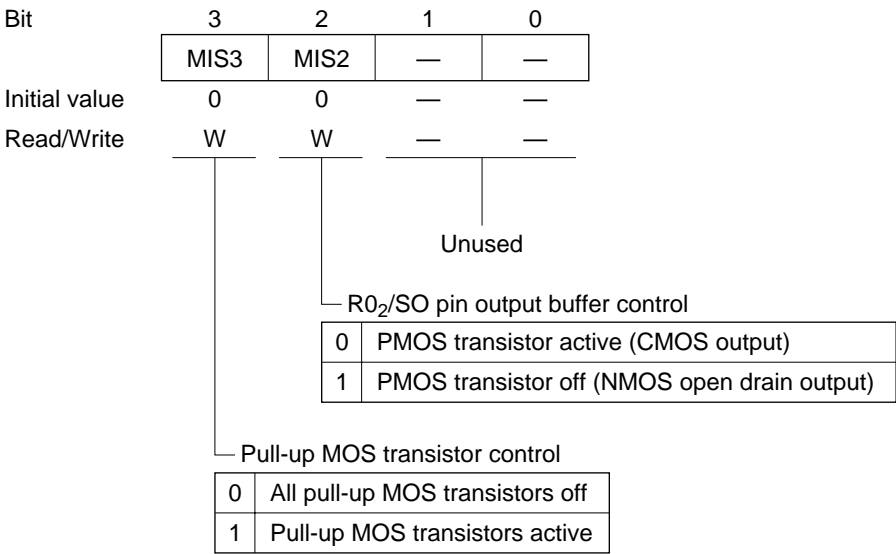 Bit 3 2 1 0
MIS3 MIS2 — —
Initial value 0 0 — —
Read/Write W W — —
Unused
R0₂/SO pin output buffer control
0 PMOS transistor active (CMOS output)
1 PMOS transistor off (NMOS open drain output)
Pull-up MOS transistor control
0 All pull-up MOS transistors off
1 Pull-up MOS transistors active